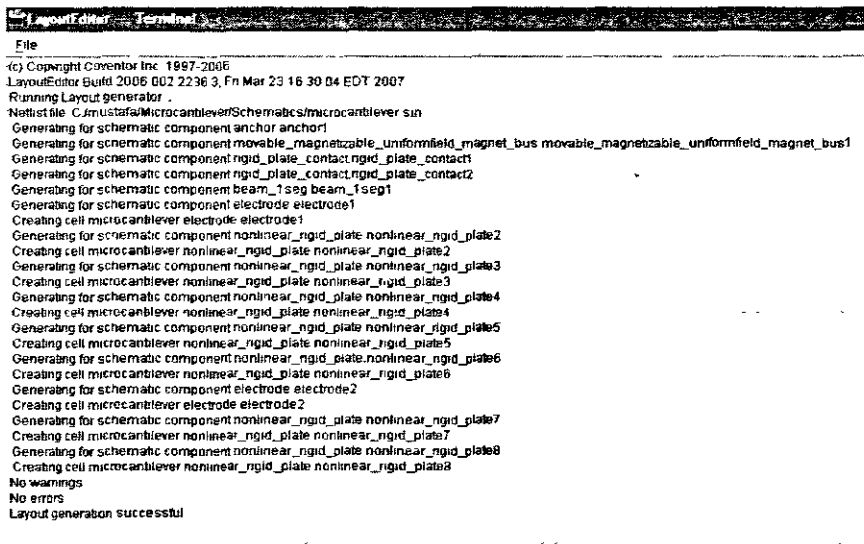 LayoutEditor — Terminal
File
(c) Copyright Coventor Inc. 1997-2006
LayoutEditor Build 2006 002 2236 3, Fri Mar 23 16 30 04 EDT 2007
Running Layout generator .
Netlist file C:/mustafa/Microcantilever/Schematics/microcantilever sin
Generating for schematic component anchor anchor1
Generating for schematic component movable_magnetizable_uniformfield_magnet_bus movable_magnetizable_uniformfield_magnet_bus1
Generating for schematic component rigid_plate_contact.rigid_plate_contact1
Generating for schematic component rigid_plate_contact.rigid_plate_contact2
Generating for schematic component beam_1seg beam_1seg1
Generating for schematic component electrode electrode1
Creating cell microcantilever electrode electrode1
Generating for schematic component nonlinear_rigid_plate nonlinear_rigid_plate2
Creating cell microcantilever nonlinear_rigid_plate nonlinear_rigid_plate2
Generating for schematic component nonlinear_rigid_plate nonlinear_rigid_plate3
Creating cell microcantilever nonlinear_rigid_plate nonlinear_rigid_plate3
Generating for schematic component nonlinear_rigid_plate nonlinear_rigid_plate4
Creating cell microcantilever nonlinear_rigid_plate nonlinear_rigid_plate4
Generating for schematic component nonlinear_rigid_plate nonlinear_rigid_plate5
Creating cell microcantilever nonlinear_rigid_plate nonlinear_rigid_plate5
Generating for schematic component nonlinear_rigid_plate.nonlinear_rigid_plate6
Creating cell microcantilever nonlinear_rigid_plate nonlinear_rigid_plate6
Generating for schematic component electrode electrode2
Creating cell microcantilever electrode electrode2
Generating for schematic component nonlinear_rigid_plate nonlinear_rigid_plate7
Creating cell microcantilever nonlinear_rigid_plate nonlinear_rigid_plate7
Generating for schematic component nonlinear_rigid_plate nonlinear_rigid_plate8
Creating cell microcantilever nonlinear_rigid_plate nonlinear_rigid_plate8
No warnings
No errors
Layout generation successful